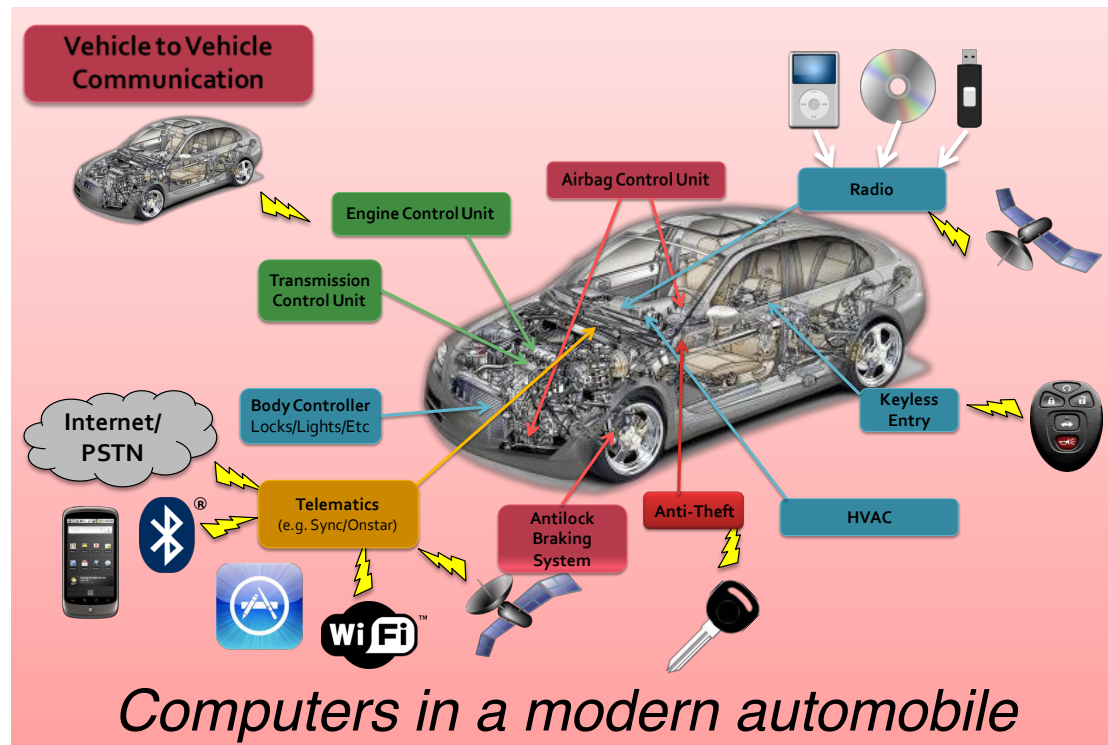 Vehicle to Vehicle
Communication
Airbag Control Unit
Radio
Engine Control Unit
Transmission
Control Unit
Body Controller
Locks/Lights/Etc
Keyless
Entry
Internet/
PSTN
Telematics
(e.g. Sync/Onstar)
®
Antilock
Braking
System
Anti-Theft
HVAC
Wi Fi ™
Computers in a modern automobile